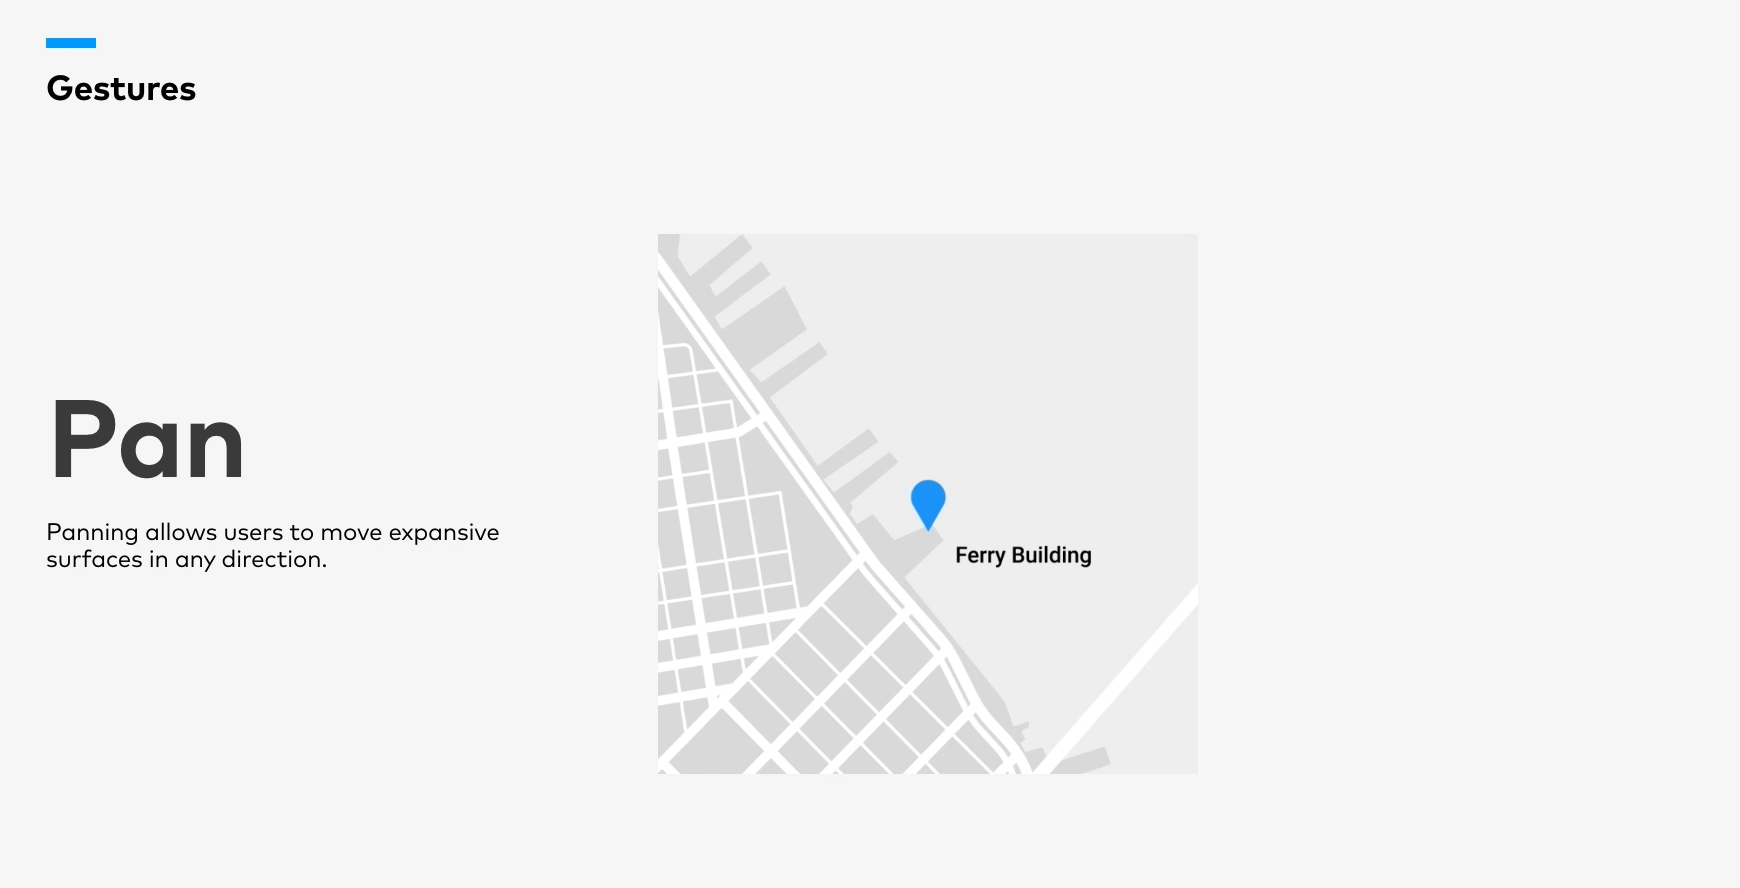 Gestures
Pan
Panning allows users to move expansive
surfaces in any direction.
Ferry Building